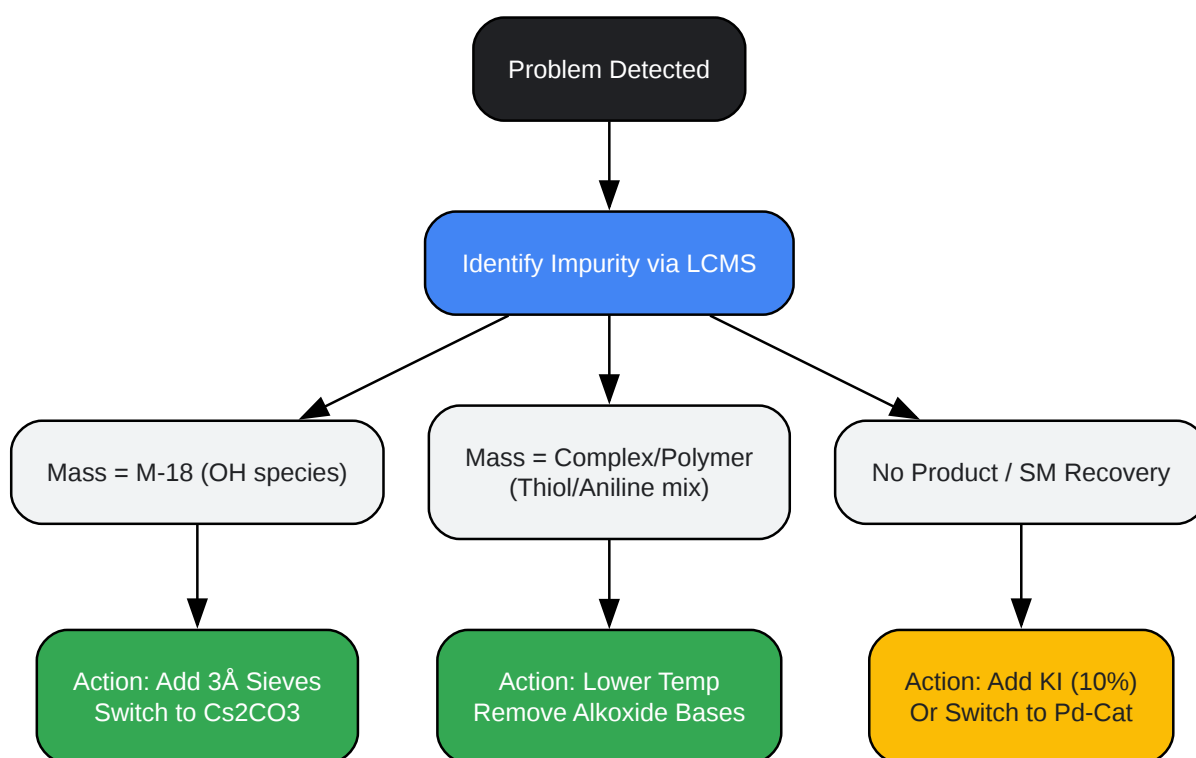 Problem Detected
Identify Impurity via LCMS
Mass = M-18 (OH species)
Mass = Complex/Polymer
(Thiol/Aniline mix)
No Product / SM Recovery
Action: Add 3Å Sieves
Switch to Cs2CO3
Action: Lower Temp
Remove Alkoxide Bases
Action: Add KI (10%)
Or Switch to Pd-Cat